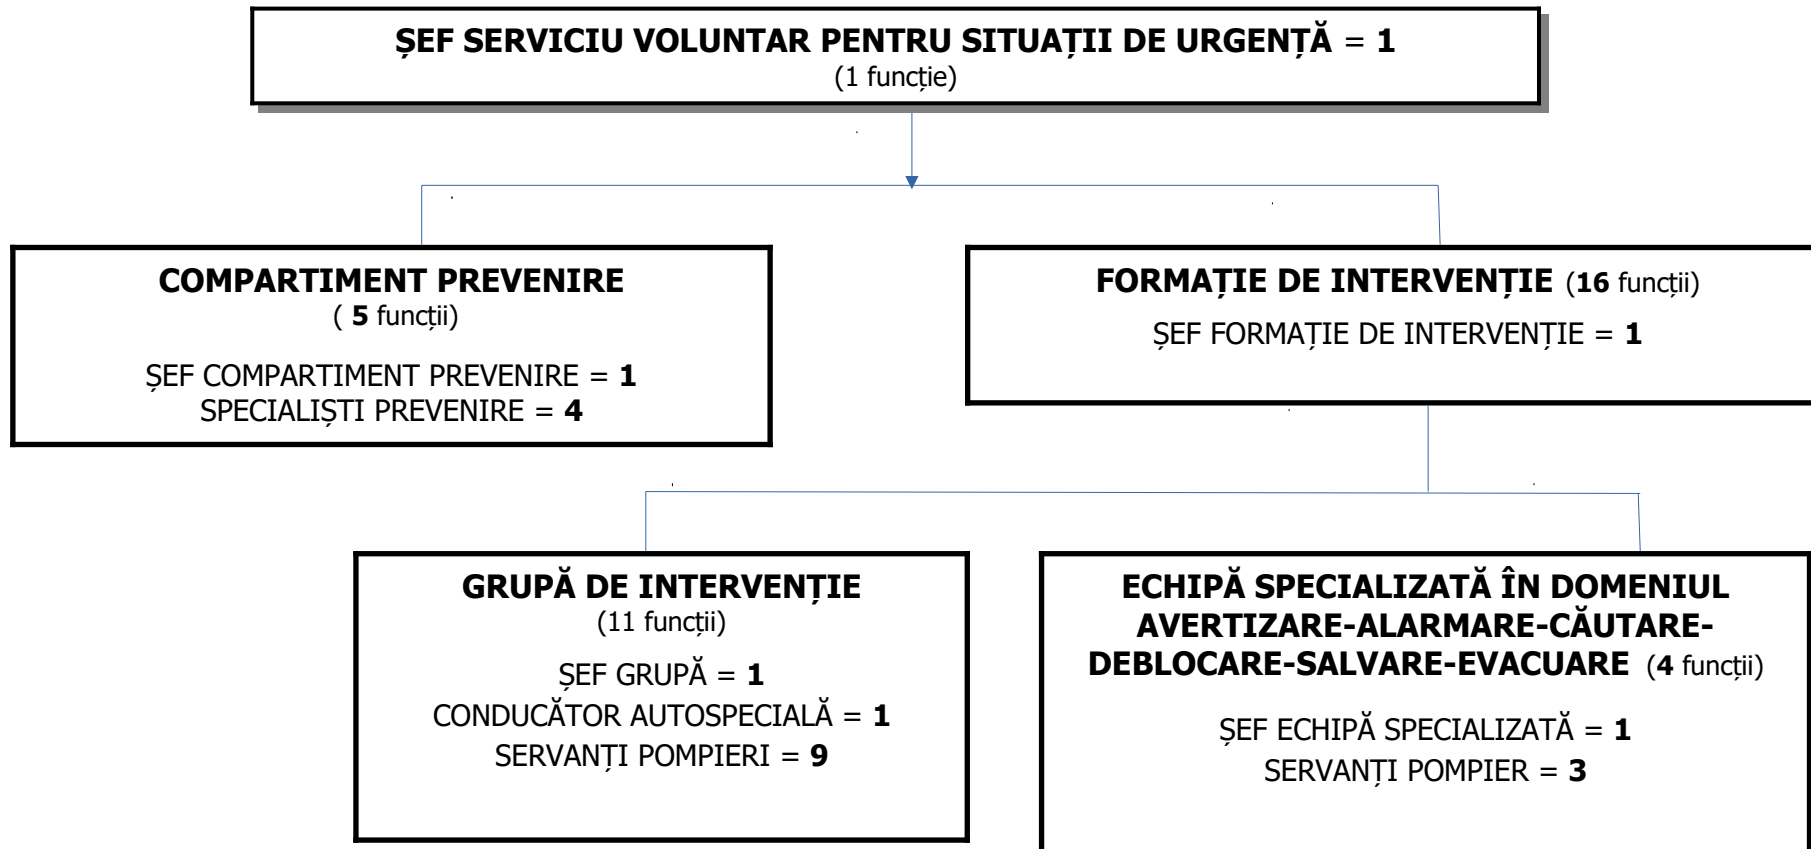 ȘEF SERVICIU VOLUNTAR PENTRU SITUAȚII DE URGENȚĂ = 1
(1 funcție)
COMPARTIMENT PREVENIRE
( 5 funcții)
ȘEF COMPARTIMENT PREVENIRE = 1
SPECIALIȘTI PREVENIRE = 4
FORMAȚIE DE INTERVENȚIE (16 funcții)
ȘEF FORMAȚIE DE INTERVENȚIE = 1
GRUPĂ DE INTERVENȚIE
(11 funcții)
ȘEF GRUPĂ = 1
CONDUCĂTOR AUTOSPECIALĂ = 1
SERVANȚI POMPIERI = 9
ECHIPĂ SPECIALIZATĂ ÎN DOMENIUL
AVERTIZARE-ALARMARE-CĂUTARE-
DEBLOCARE-SALVARE-EVACUARE (4 funcții)
ȘEF ECHIPĂ SPECIALIZATĂ = 1
SERVANȚI POMPIER = 3